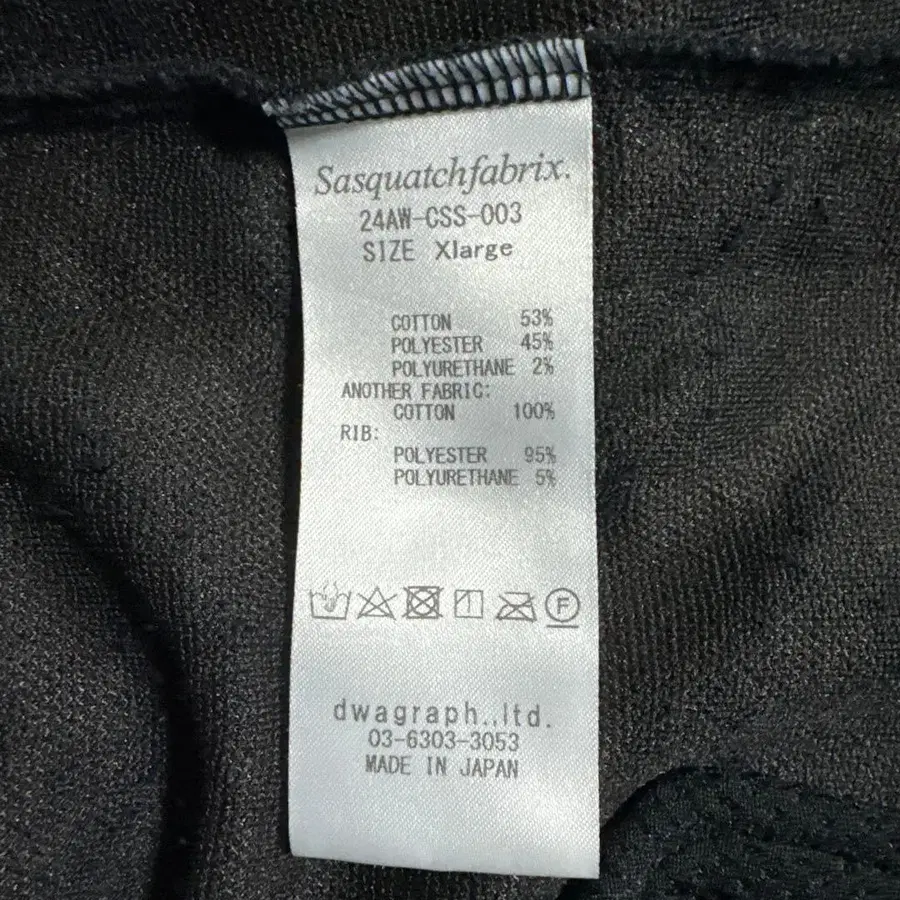 Sasquatchfabrix.
24AW-CSS-003
SIZE Xlarge
COTTON 53%
POLYESTER 45%
POLYURETHANE 2%
ANOTHER FABRIC:
COTTON 100%
RIB:
POLYESTER 95%
POLYURETHANE 5%
F
dwagraph.,ltd.
03-6303-3053
MADE IN JAPAN